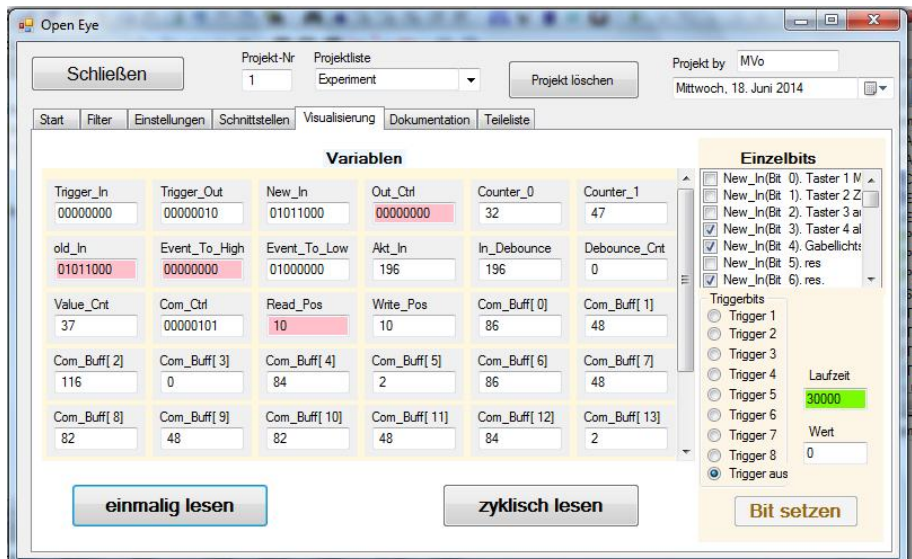 Open Eye
Schließen
Projekt-Nr
1
Projektliste
Experiment
Projekt löschen
Projekt by MVo
Mittwoch, 18. Juni 2014
Start Filter Einstellungen Schnittstellen Visualisierung Dokumentation Teileliste
Variablen
Trigger_In Trigger_Out New_In Out_Ctrl Counter_0 Counter_1
00000000 00000010 01011000 00000000 32 47
old_In Event_To_High Event_To_Low Akt_In In_Debounce Debounce_Cnt
01011000 00000000 01000000 196 196 0
Value_Cnt Com_Ctrl Read_Pos Write_Pos Com_Buff[ 0] Com_Buff[ 1]
37 00000101 10 10 86 48
Com_Buff[ 2] Com_Buff[ 3] Com_Buff[ 4] Com_Buff[ 5] Com_Buff[ 6] Com_Buff[ 7]
116 0 84 2 86 48
Com_Buff[ 8] Com_Buff[ 9] Com_Buff[ 10] Com_Buff[ 11] Com_Buff[ 12] Com_Buff[ 13]
82 48 82 48 84 2
einmalig lesen
zyklisch lesen
Einzelbits
New_In(Bit 0). Taster 1 M
New_In(Bit 1). Taster 2 Z
New_In(Bit 2). Taster 3 au
New_In(Bit 3). Taster 4 al
New_In(Bit 4). Gabellichts
New_In(Bit 5). res
New_In(Bit 6). res.
Triggerbits
Trigger 1
Trigger 2
Trigger 3
Trigger 4
Trigger 5
Trigger 6
Trigger 7
Trigger 8
Trigger aus
Laufzeit
30000
Wert
0
Bit setzen